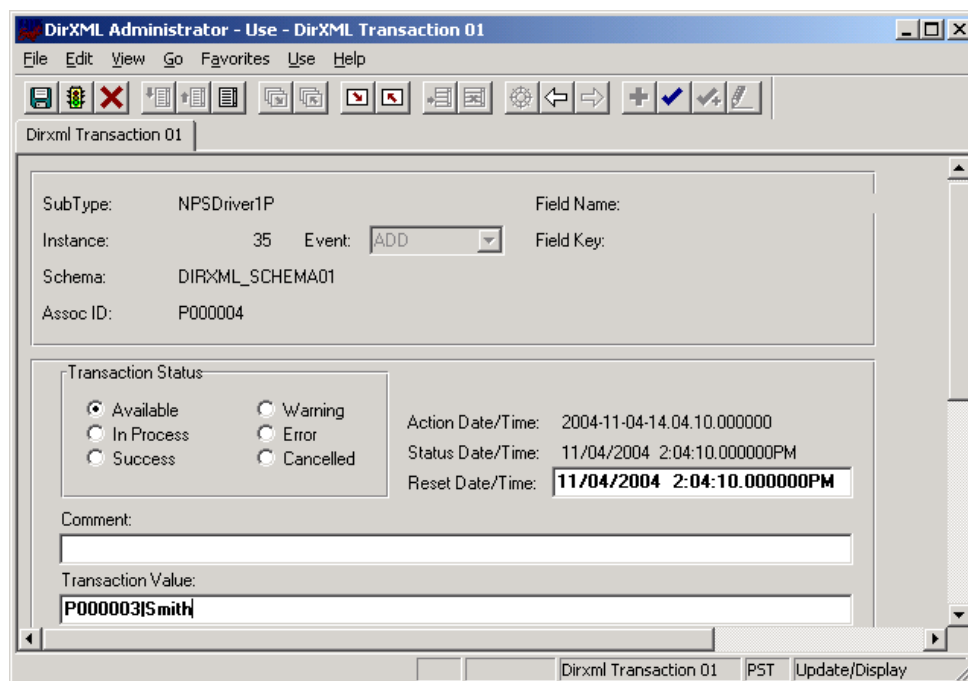 DirXML Administrator - Use - DirXML Transaction 01
File Edit View Go Favorites Use Help
Dirxml Transaction 01
SubType: NPSDriver1P Field Name:
Instance: 35 Event: ADD Field Key:
Schema: DIRXML_SCHEMA01
Assoc ID: P000004
Transaction Status
Available Warning
In Process Error
Success Cancelled
Action Date/Time: 2004-11-04-14.04.10.000000
Status Date/Time: 11/04/2004 2:04:10.000000PM
Reset Date/Time: 11/04/2004 2:04:10.000000PM
Comment:
Transaction Value:
P000003|Smith
Dirxml Transaction 01 PST Update/Display